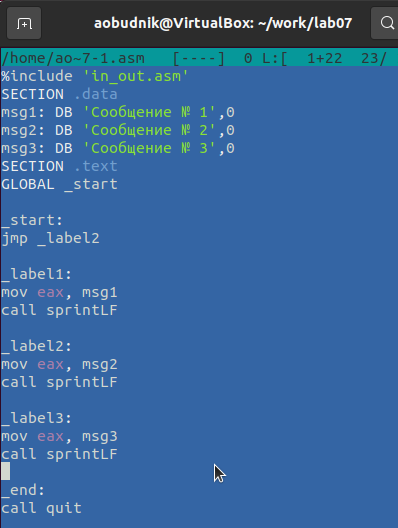 aobudnik@VirtualBox: ~/work/lab07
/home/ao~7-1.asm [----] 0 L:[ 1+22 23/
%include 'in_out.asm'
SECTION .data
msg1: DB 'Сообщение № 1',0
msg2: DB 'Сообщение № 2',0
msg3: DB 'Сообщение № 3',0
SECTION .text
GLOBAL _start
_start:
jmp _label2
_label1:
mov eax, msg1
call sprintLF
_label2:
mov eax, msg2
call sprintLF
_label3:
mov eax, msg3
call sprintLF
_end:
call quit